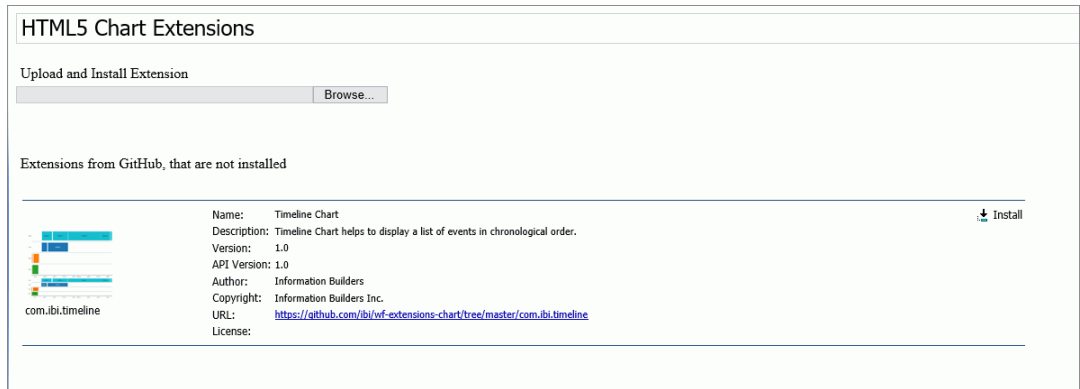 HTML5 Chart Extensions
Upload and Install Extension
Browse...
Extensions from GitHub, that are not installed
Name: Timeline Chart
Install
Description: Timeline Chart helps to display a list of events in chronological order.
Version: 1.0
API Version: 1.0
Author: Information Builders
Copyright: Information Builders Inc.
com.ibi.timeline
URL: https://github.com/ibi/wf-extensions-chart/tree/master/com.ibi.timeline
License: